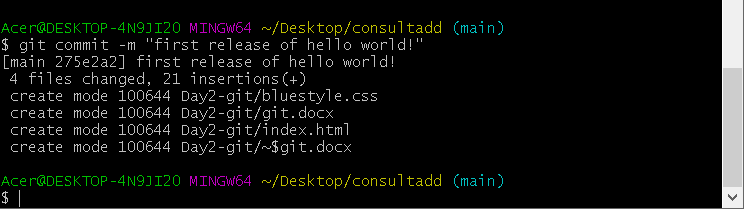 Acer@DESKTOP-4N9JI20 MINGW64 ~/Desktop/consultadd (main)
$ git commit -m "first release of hello world!"
[main 275e2a2] first release of hello world!
 4 files changed, 21 insertions(+)
 create mode 100644 Day2-git/bluestyle.css
 create mode 100644 Day2-git/git.docx
 create mode 100644 Day2-git/index.html
 create mode 100644 Day2-git/~$git.docx
Acer@DESKTOP-4N9JI20 MINGW64 ~/Desktop/consultadd (main)
$